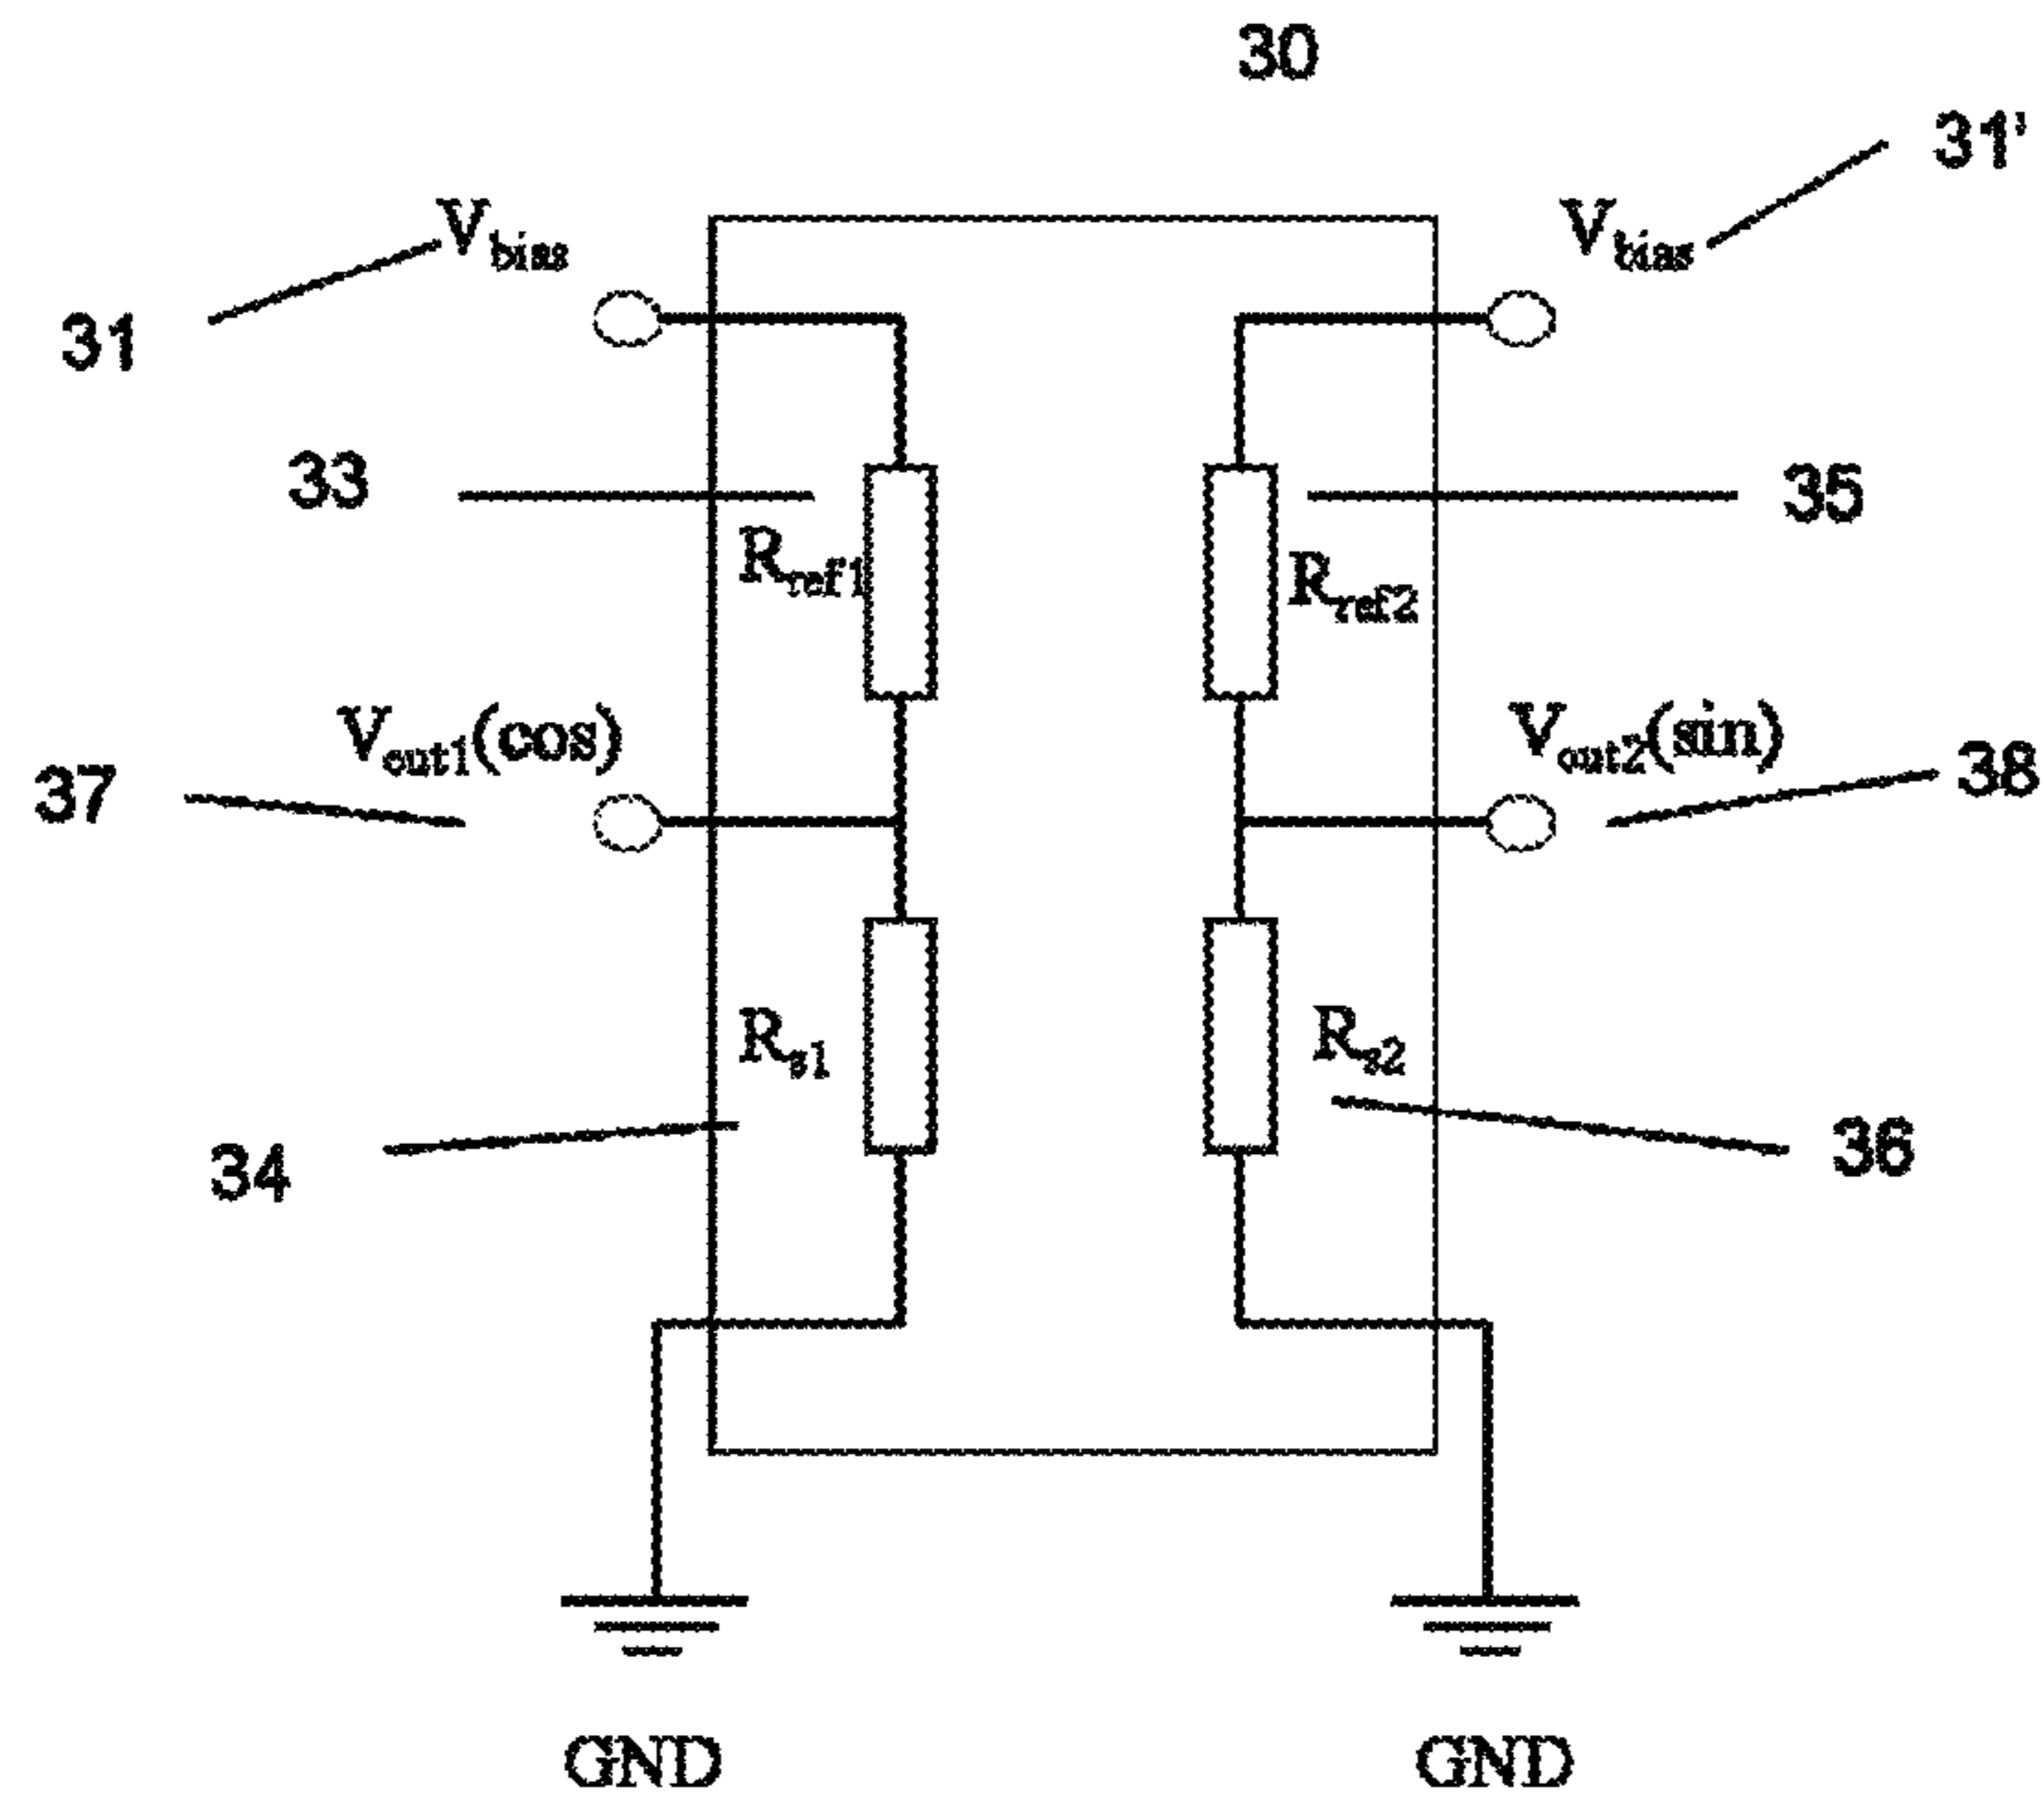 30
31'
V_bias
V_bias
31
33
35
R_ref1
R_ref2
V_out1(cos)
V_out2(sin)
37
38
R_s1
R_s2
34
36
GND
GND